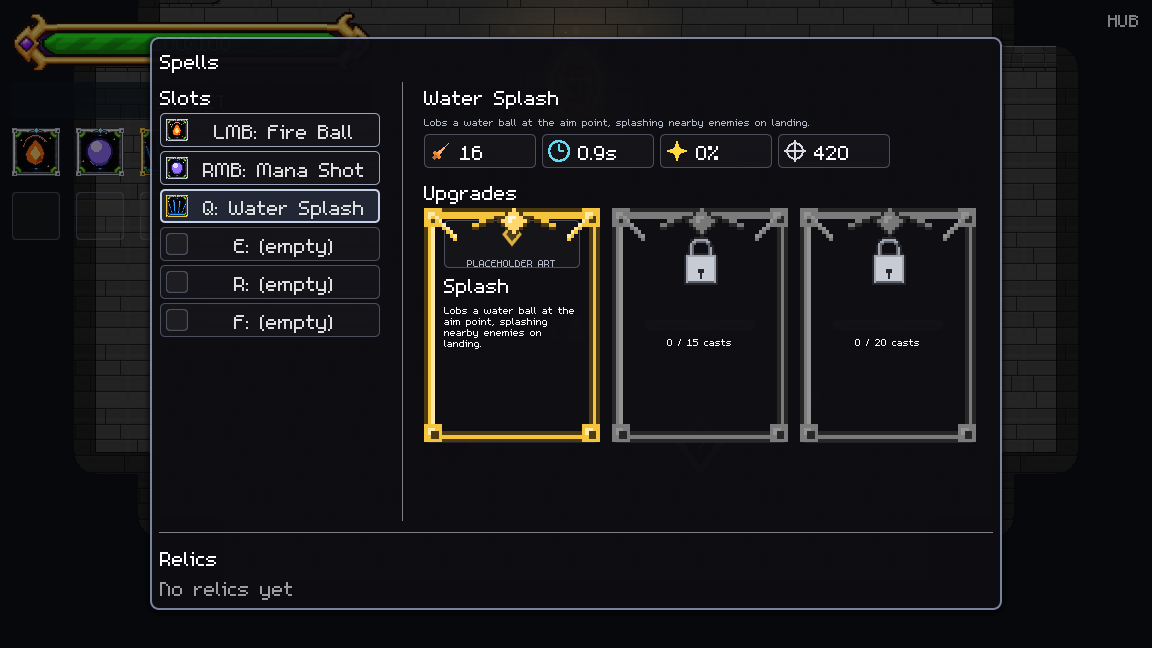 HUB
Spells
Slots
LMB: Fire Ball
RMB: Mana Shot
Q: Water Splash
E: (empty)
R: (empty)
F: (empty)
Water Splash
Lobs a water ball at the aim point, splashing nearby enemies on landing.
16
0.9s
0%
420
Upgrades
PLACEHOLDER ART
Splash
Lobs a water ball at the
aim point, splashing
nearby enemies on
landing.
0 / 15 casts
0 / 20 casts
Relics
No relics yet